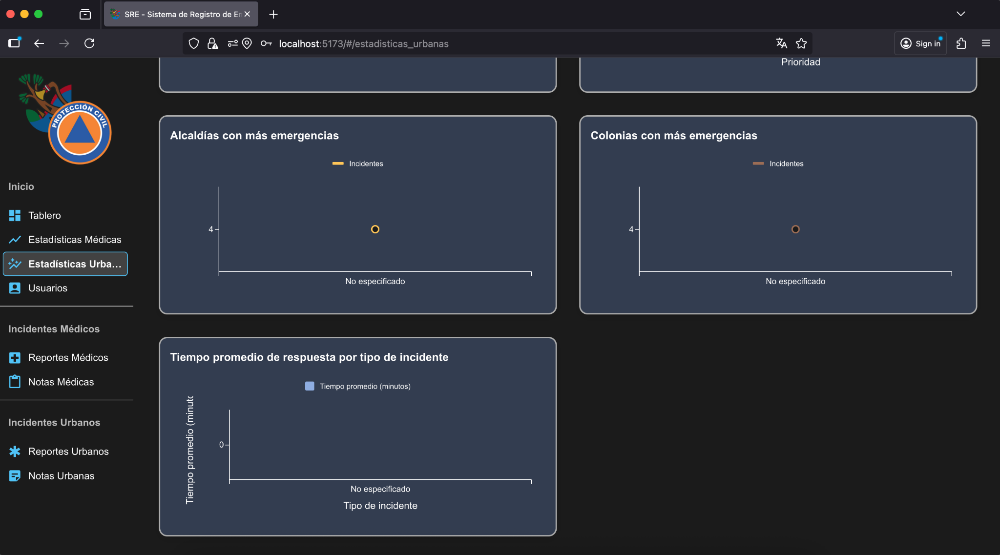 SRE - Sistema de Registro de En
localhost:5173/#/estadisticas_urbanas
Sign in
PROTECCIÓN CIVIL
Inicio
Tablero
Estadísticas Médicas
Estadísticas Urba...
Usuarios
Incidentes Médicos
Reportes Médicos
Notas Médicas
Incidentes Urbanos
Reportes Urbanos
Notas Urbanas
Prioridad
Alcaldías con más emergencias
Incidentes
4
No especificado
Colonias con más emergencias
Incidentes
4
No especificado
Tiempo promedio de respuesta por tipo de incidente
Tiempo promedio (minutos)
Tiempo promedio (minuto
0
No especificado
Tipo de incidente